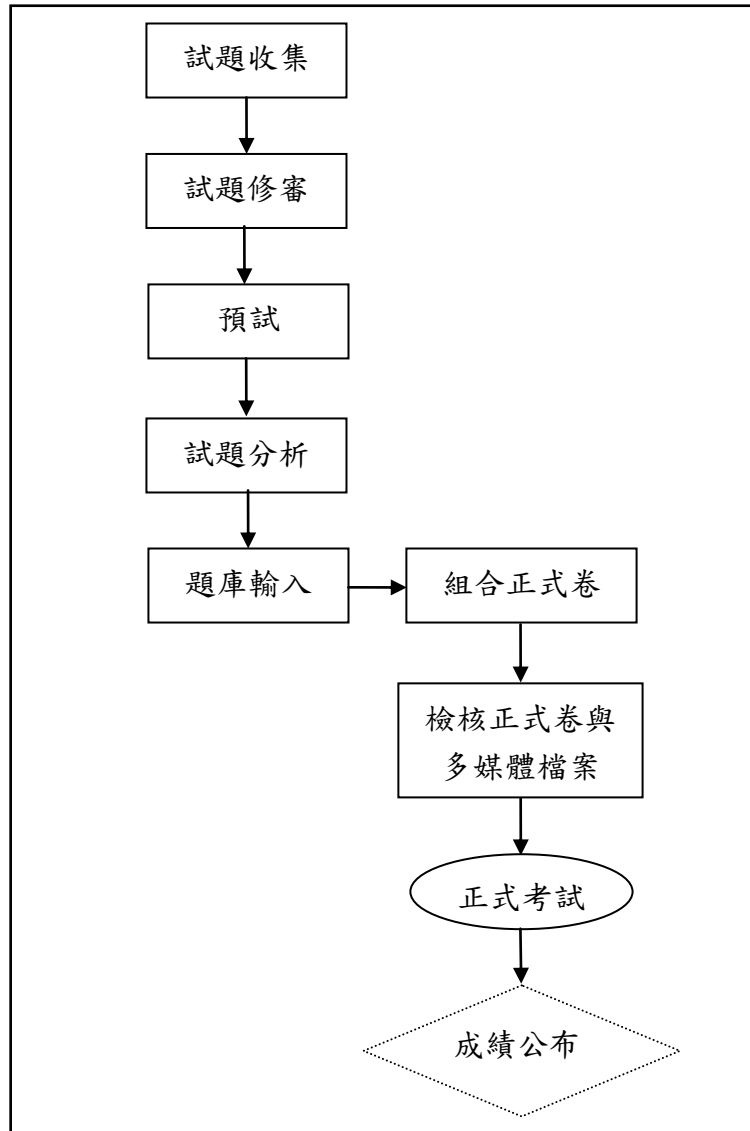 試題收集
試題修審
預試
試題分析
題庫輸入
組合正式卷
檢核正式卷與
多媒體檔案
正式考試
成績公布